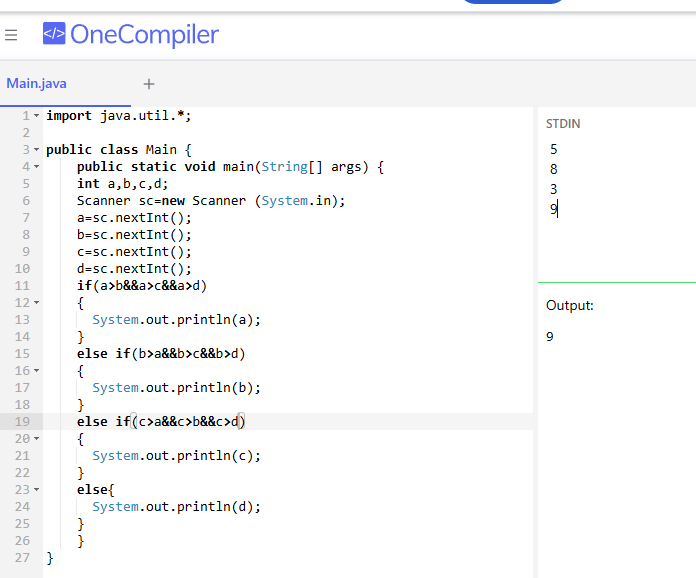 </> OneCompiler
Main.java +
1 import java.util.*;
2
3 public class Main {
4     public static void main(String[] args) {
5     int a,b,c,d;
6     Scanner sc=new Scanner (System.in);
7     a=sc.nextInt();
8     b=sc.nextInt();
9     c=sc.nextInt();
10     d=sc.nextInt();
11     if(a>b&&a>c&&a>d)
12     {
13       System.out.println(a);
14     }
15     else if(b>a&&b>c&&b>d)
16     {
17       System.out.println(b);
18     }
19     else if(c>a&&c>b&&c>d)
20     {
21       System.out.println(c);
22     }
23     else{
24       System.out.println(d);
25     }
26     }
27 }
STDIN
5
8
3
9
Output:
9